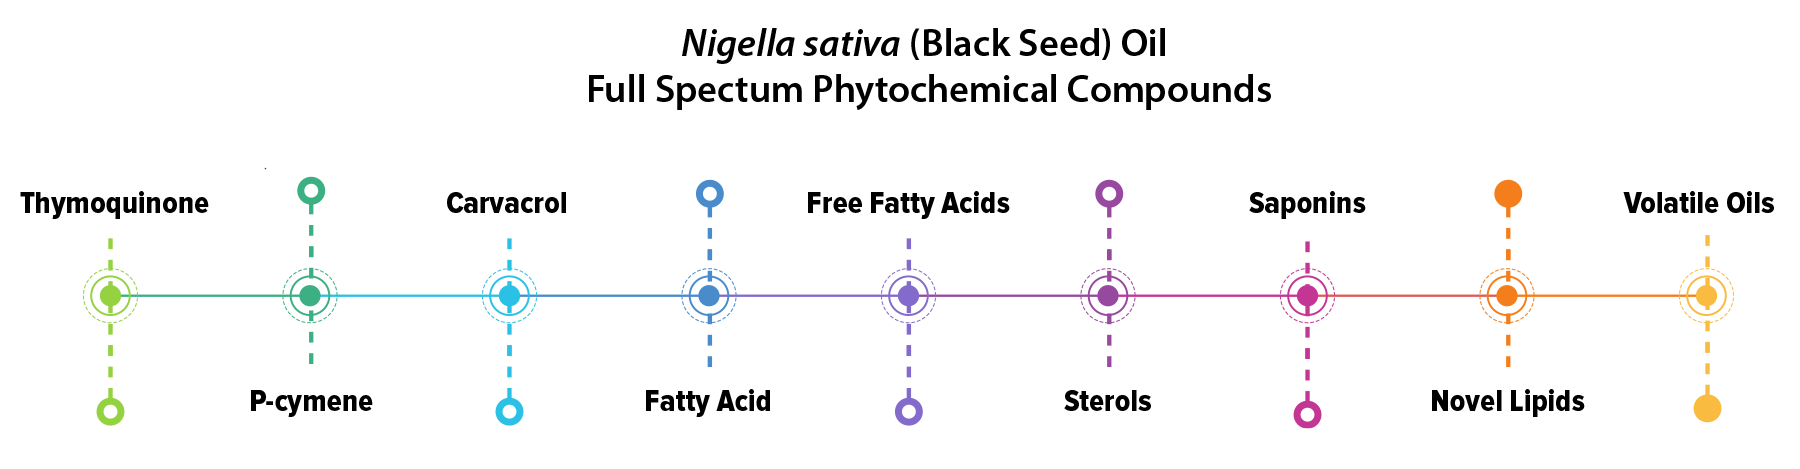 Nigella sativa (Black Seed) Oil
Full Spectum Phytochemical Compounds
Thymoquinone
P-cymene
Carvacrol
Fatty Acid
Free Fatty Acids
Sterols
Saponins
Novel Lipids
Volatile Oils